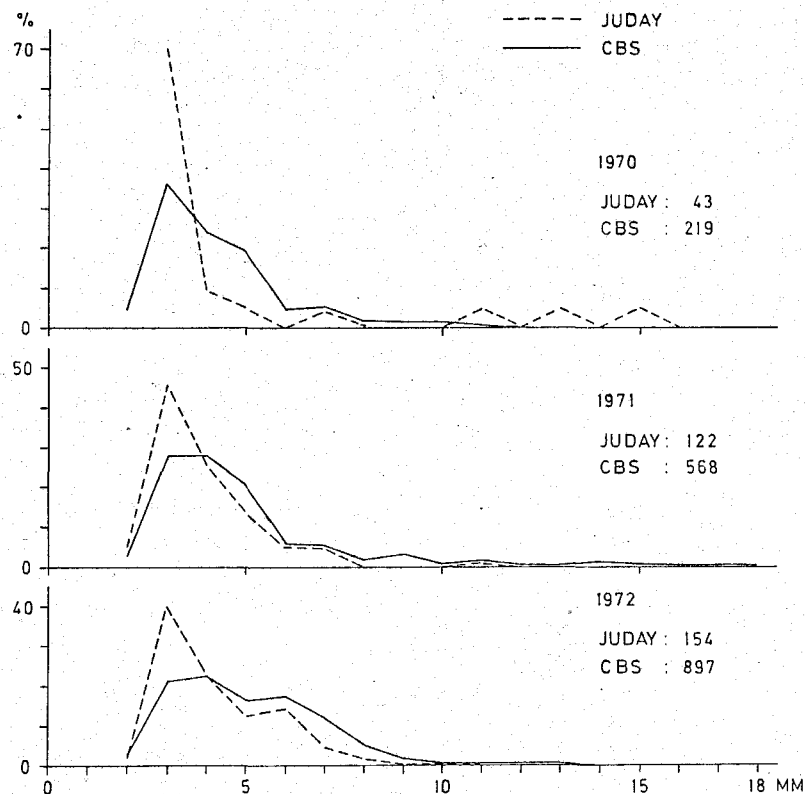 %
JUDAY
CBS
70
1970
JUDAY : 43
CBS : 219
0
50
1971
JUDAY : 122
CBS : 568
0
40
1972
JUDAY : 154
CBS : 897
0
0 5 10 15 18 MM